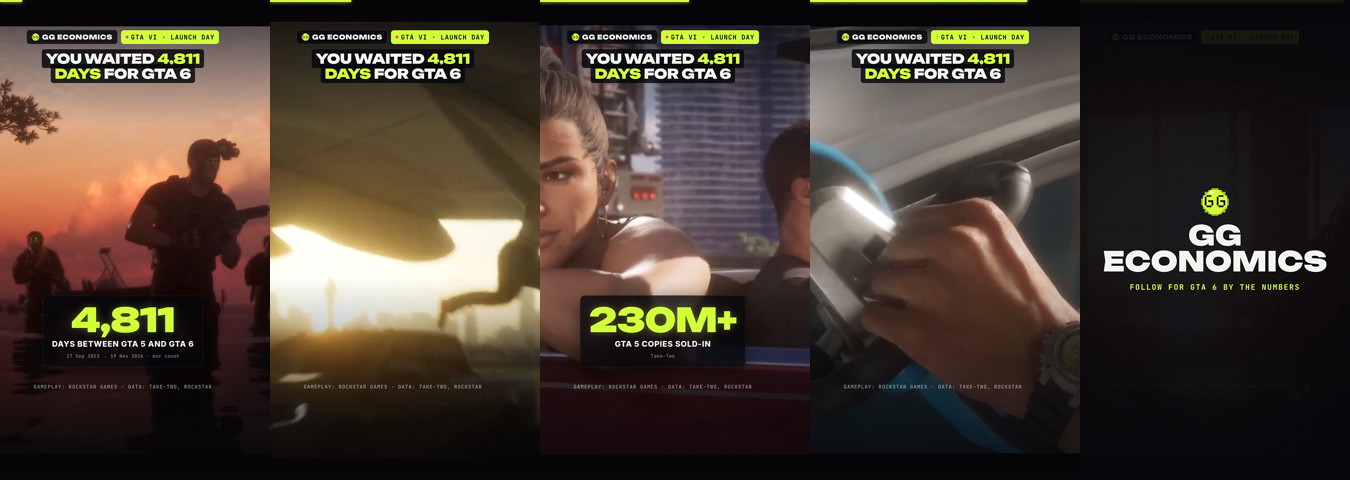 GG ECONOMICS
GTA VI · LAUNCH DAY
YOU WAITED 4,811
DAYS FOR GTA 6
4,811
DAYS BETWEEN GTA 5 AND GTA 6
17 Sep 2013 → 19 Nov 2026 · our count
GAMEPLAY: ROCKSTAR GAMES · DATA: TAKE-TWO, ROCKSTAR
GG ECONOMICS
GTA VI · LAUNCH DAY
YOU WAITED 4,811
DAYS FOR GTA 6
GAMEPLAY: ROCKSTAR GAMES · DATA: TAKE-TWO, ROCKSTAR
GG ECONOMICS
GTA VI · LAUNCH DAY
YOU WAITED 4,811
DAYS FOR GTA 6
230M+
GTA 5 COPIES SOLD-IN
Take-Two
GAMEPLAY: ROCKSTAR GAMES · DATA: TAKE-TWO, ROCKSTAR
GG ECONOMICS
GTA VI · LAUNCH DAY
YOU WAITED 4,811
DAYS FOR GTA 6
GAMEPLAY: ROCKSTAR GAMES · DATA: TAKE-TWO, ROCKSTAR
GG ECONOMICS
GTA VI · LAUNCH DAY
GG
GG
ECONOMICS
FOLLOW FOR GTA 6 BY THE NUMBERS